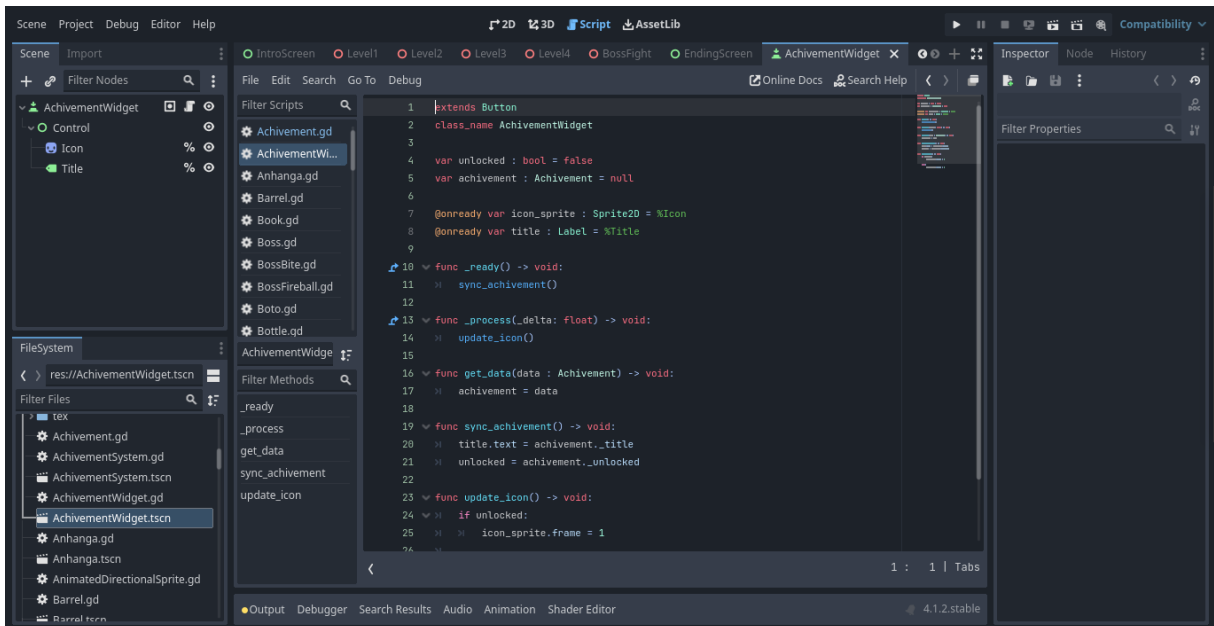 Scene Project Debug Editor Help
2D 3D Script AssetLib
Compatibility
Scene Import
Filter Nodes
AchivementWidget
Control
Icon %
Title %
FileSystem
res://AchivementWidget.tscn
Filter Files
tex
Achivement.gd
AchivementSystem.gd
AchivementSystem.tscn
AchivementWidget.gd
AchivementWidget.tscn
Anhanga.gd
Anhanga.tscn
AnimatedDirectionalSprite.gd
Barrel.gd
Barrel.tscn
IntroScreen Level1 Level2 Level3 Level4 BossFight EndingScreen AchivementWidget
File Edit Search Go To Debug
Online Docs Search Help
Filter Scripts
Achivement.gd
AchivementWi...
Anhanga.gd
Barrel.gd
Book.gd
Boss.gd
BossBite.gd
BossFireball.gd
Boto.gd
Bottle.gd
AchivementWidge
Filter Methods
_ready
_process
get_data
sync_achivement
update_icon
1 extends Button
2 class_name AchivementWidget
3
4 var unlocked : bool = false
5 var achivement : Achivement = null
6
7 @onready var icon_sprite : Sprite2D = %Icon
8 @onready var title : Label = %Title
9
10 func _ready() -> void:
11 sync_achivement()
12
13 func _process(_delta: float) -> void:
14 update_icon()
15
16 func get_data(data : Achivement) -> void:
17 achivement = data
18
19 func sync_achivement() -> void:
20 title.text = achivement._title
21 unlocked = achivement._unlocked
22
23 func update_icon() -> void:
24 if unlocked:
25 icon_sprite.frame = 1
26
1 : 1 | Tabs
Output Debugger Search Results Audio Animation Shader Editor
4.1.2.stable
Inspector Node History
Filter Properties